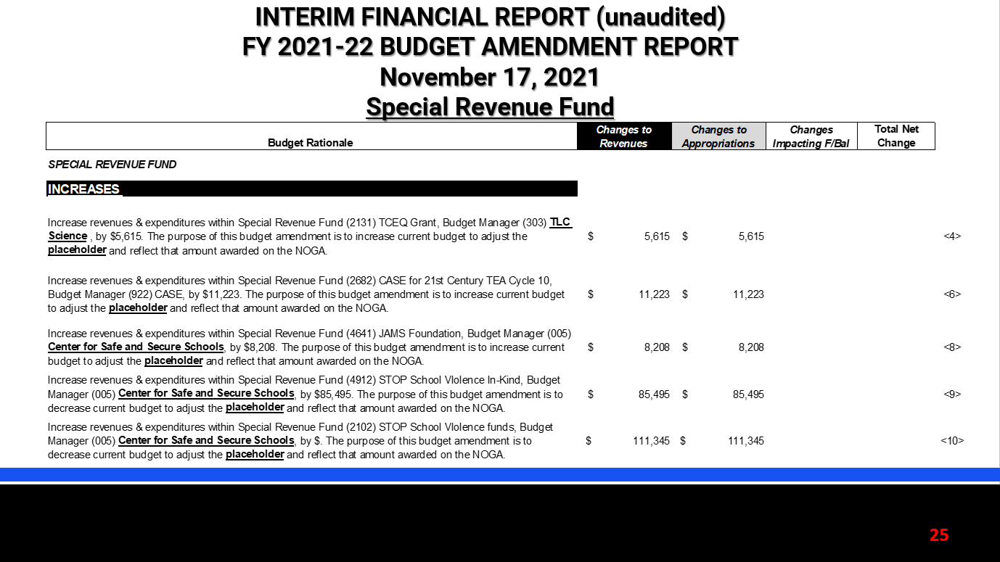 INTERIM FINANCIAL REPORT (unaudited)
FY 2021-22 BUDGET AMENDMENT REPORT
November 17, 2021
Special Revenue Fund
Budget Rationale
Changes to
Revenues
Changes to
Appropriations
Changes
Impacting F/Bal
Total Net
Change
SPECIAL REVENUE FUND
INCREASES
Increase revenues & expenditures within Special Revenue Fund (2131) TCEQ Grant, Budget Manager (303) TLC
Science , by $5,615. The purpose of this budget amendment is to increase current budget to adjust the
placeholder and reflect that amount awarded on the NOGA.
$ 5,615 $ 5,615 <4>
Increase revenues & expenditures within Special Revenue Fund (2682) CASE for 21st Century TEA Cycle 10,
Budget Manager (922) CASE, by $11,223. The purpose of this budget amendment is to increase current budget
to adjust the placeholder and reflect that amount awarded on the NOGA.
$ 11,223 $ 11,223 <6>
Increase revenues & expenditures within Special Revenue Fund (4641) JAMS Foundation, Budget Manager (005)
Center for Safe and Secure Schools, by $8,208. The purpose of this budget amendment is to increase current
budget to adjust the placeholder and reflect that amount awarded on the NOGA.
$ 8,208 $ 8,208 <8>
Increase revenues & expenditures within Special Revenue Fund (4912) STOP School VIolence In-Kind, Budget
Manager (005) Center for Safe and Secure Schools, by $85,495. The purpose of this budget amendment is to
decrease current budget to adjust the placeholder and reflect that amount awarded on the NOGA.
$ 85,495 $ 85,495 <9>
Increase revenues & expenditures within Special Revenue Fund (2102) STOP School VIolence funds, Budget
Manager (005) Center for Safe and Secure Schools, by $. The purpose of this budget amendment is to
decrease current budget to adjust the placeholder and reflect that amount awarded on the NOGA.
$ 111,345 $ 111,345 <10>
25